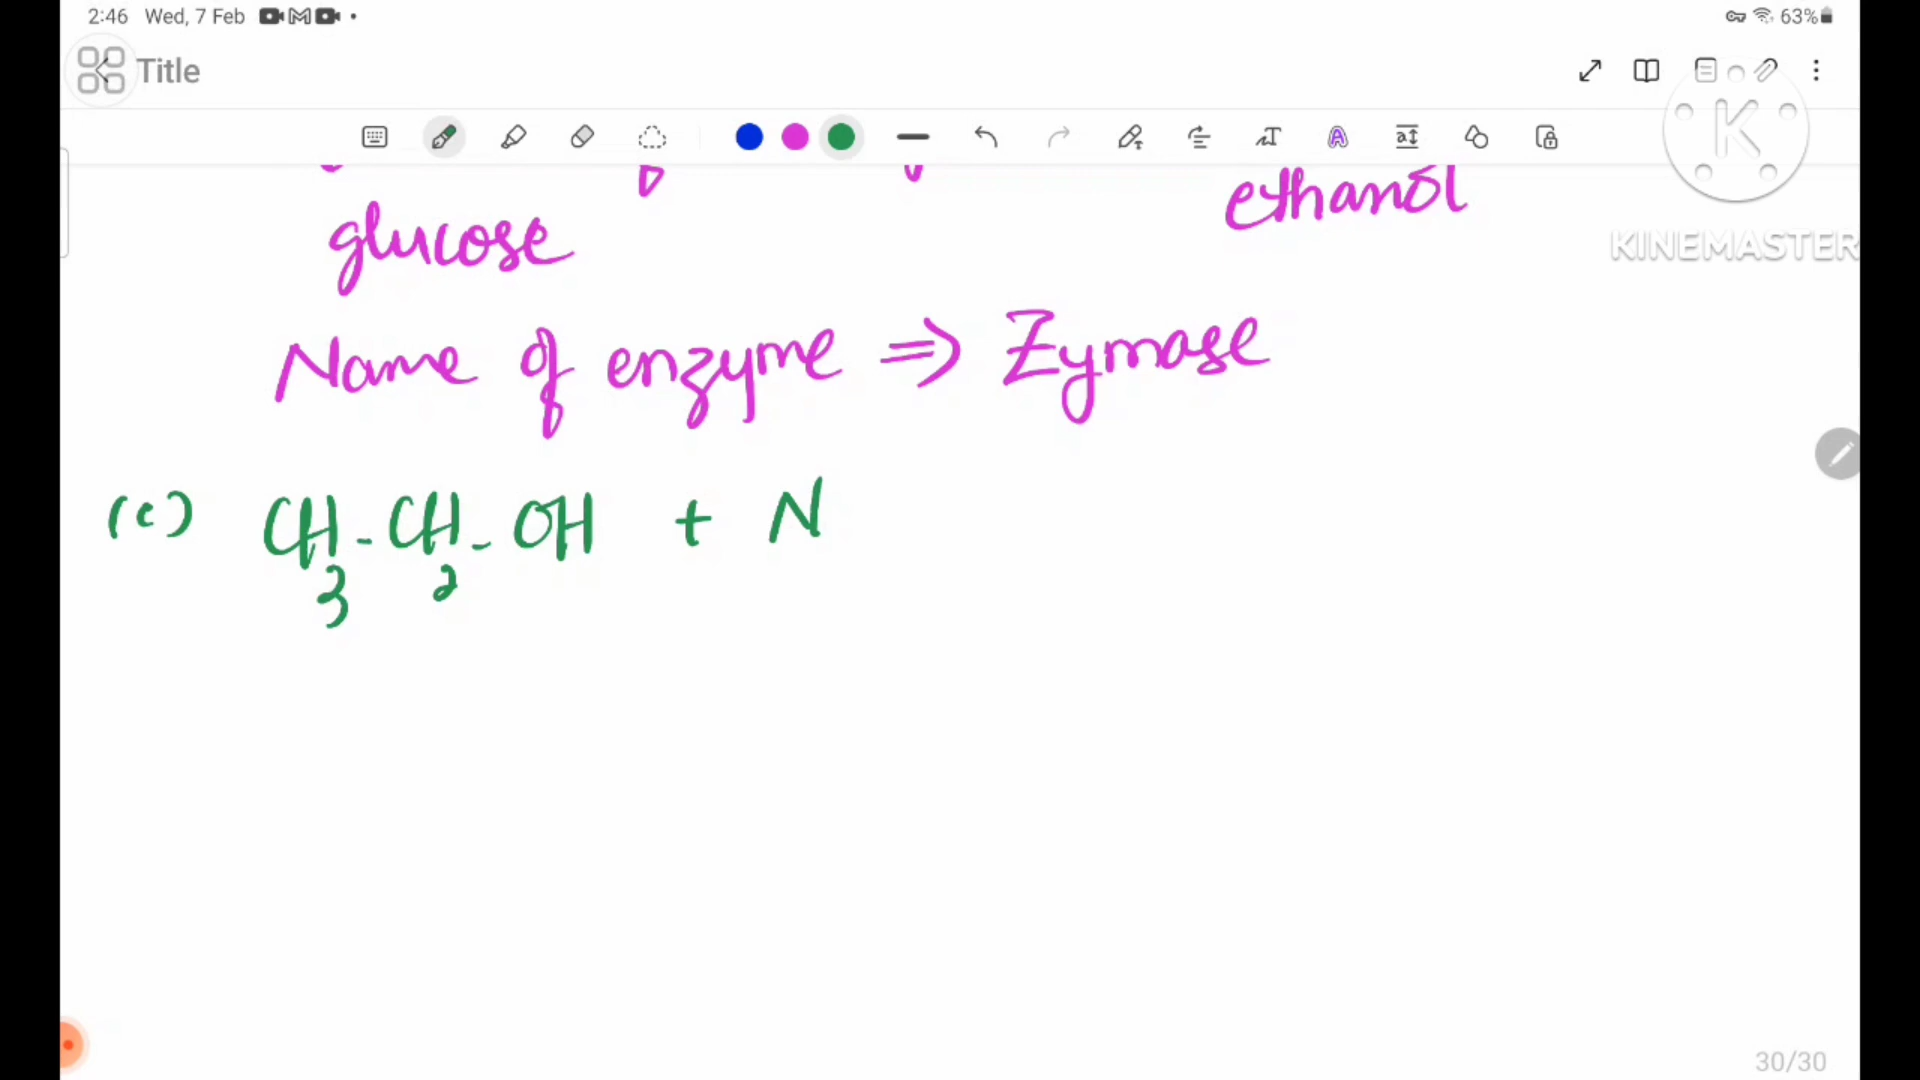 2:46 Wed, 7 Feb 63%
Title
K
KINEMASTER
ethanol
glucose
Name of enzyme => Zymase
(c) CH3-CH2-OH + N
30/30